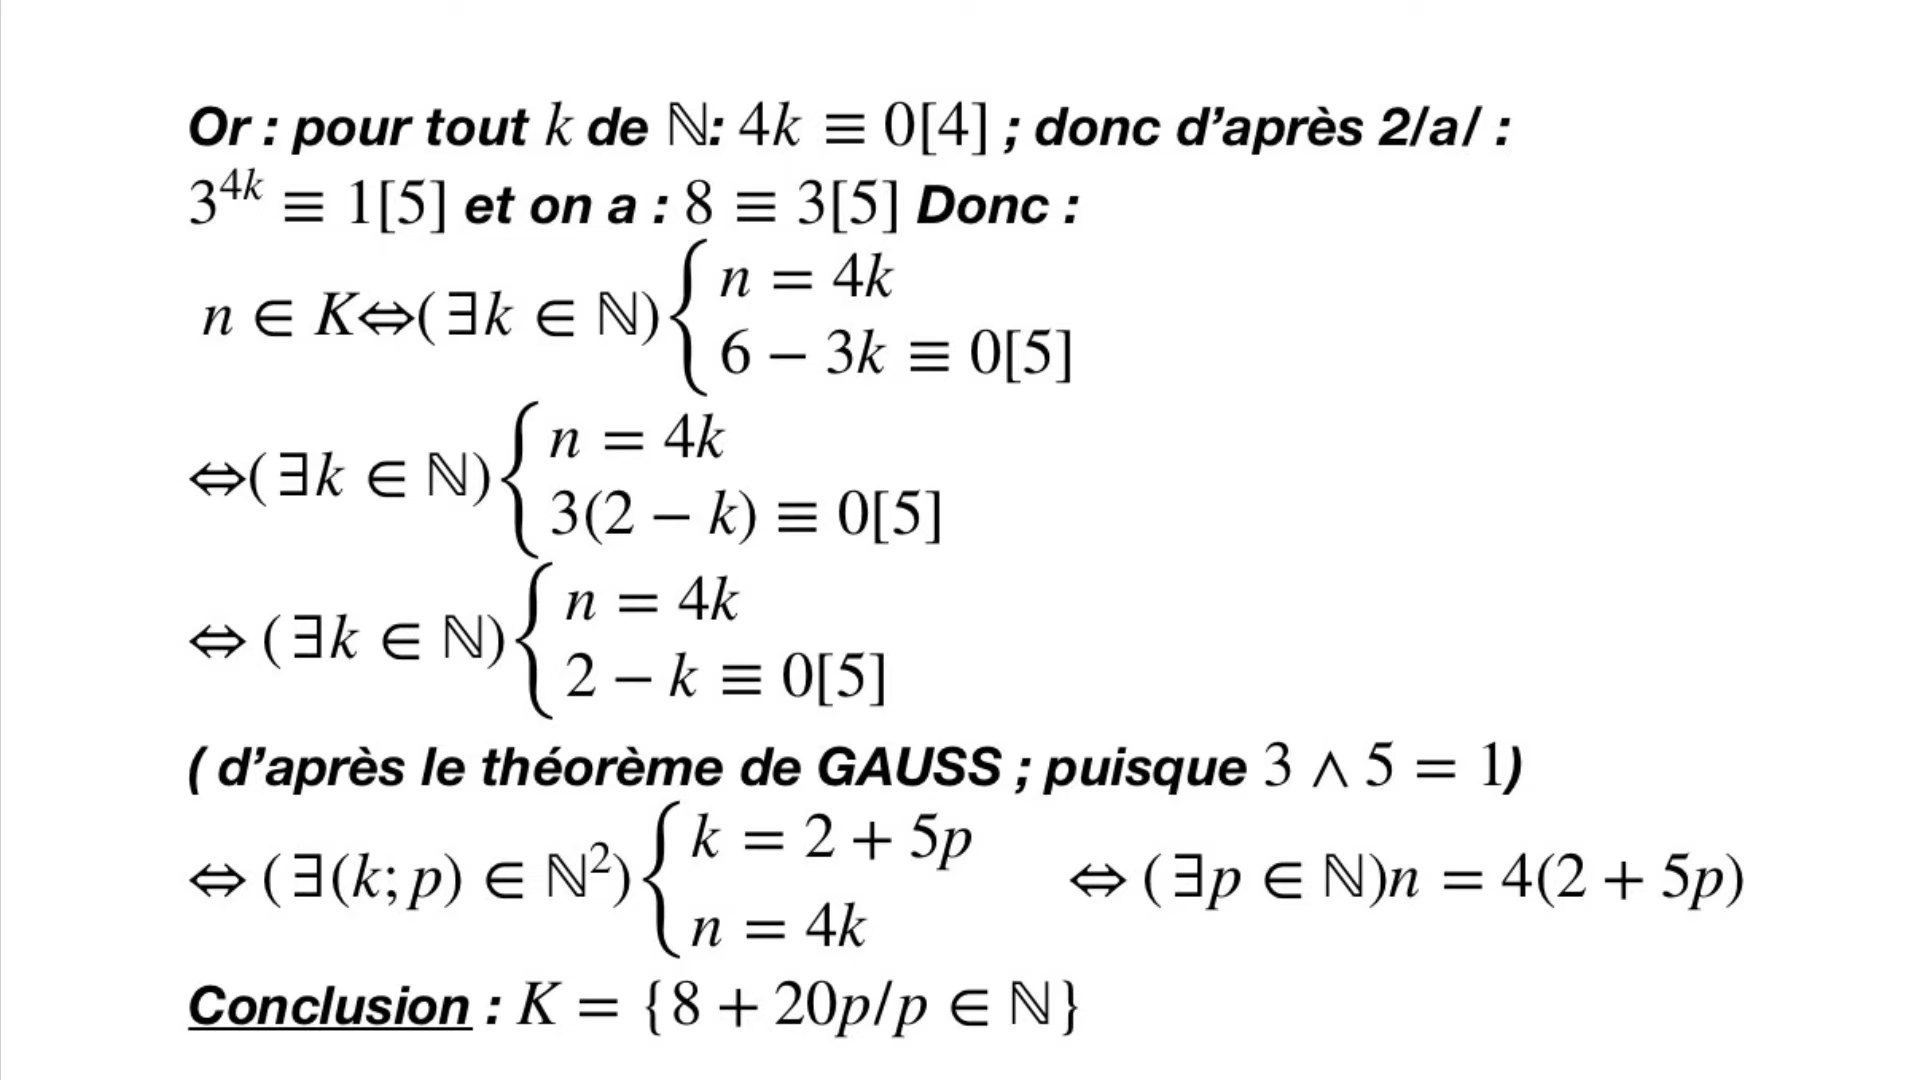 Or : pour tout k de ℕ: 4k ≡ 0[4] ; donc d’après 2/a/ :
3^{4k} ≡ 1[5] et on a : 8 ≡ 3[5] Donc :
n ∈ K⇔(∃k ∈ ℕ) { n = 4k
6 − 3k ≡ 0[5]
⇔(∃k ∈ ℕ) { n = 4k
3(2 − k) ≡ 0[5]
⇔ (∃k ∈ ℕ) { n = 4k
2 − k ≡ 0[5]
( d’après le théorème de GAUSS ; puisque 3 ∧ 5 = 1)
⇔ (∃(k; p) ∈ ℕ²) { k = 2 + 5p
n = 4k
⇔ (∃p ∈ ℕ)n = 4(2 + 5p)
Conclusion : K = {8 + 20p/p ∈ ℕ}